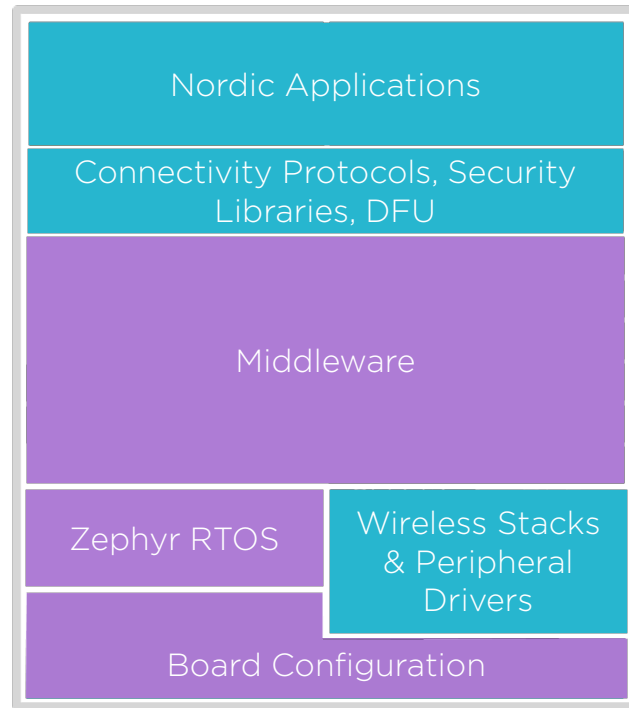 Nordic Applications
Connectivity Protocols, Security
Libraries, DFU
Middleware
Zephyr RTOS
Wireless Stacks
& Peripheral
Drivers
Board Configuration